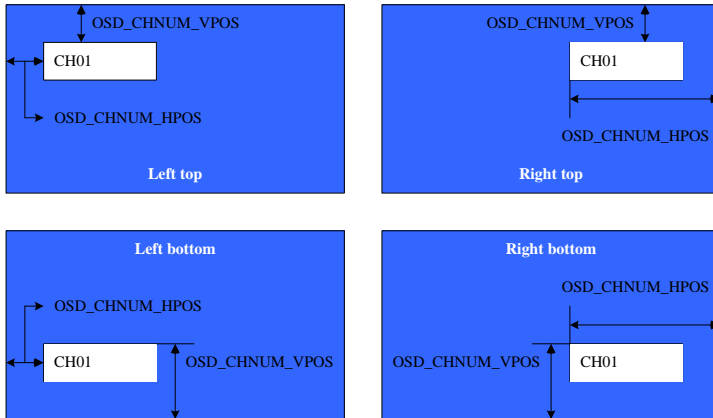 OSD_CHNUM_VPOS
CH01
OSD_CHNUM_HPOS
Left top
OSD_CHNUM_VPOS
CH01
OSD_CHNUM_HPOS
Right top
Left bottom
OSD_CHNUM_HPOS
CH01
OSD_CHNUM_VPOS
Right bottom
OSD_CHNUM_HPOS
OSD_CHNUM_VPOS
CH01